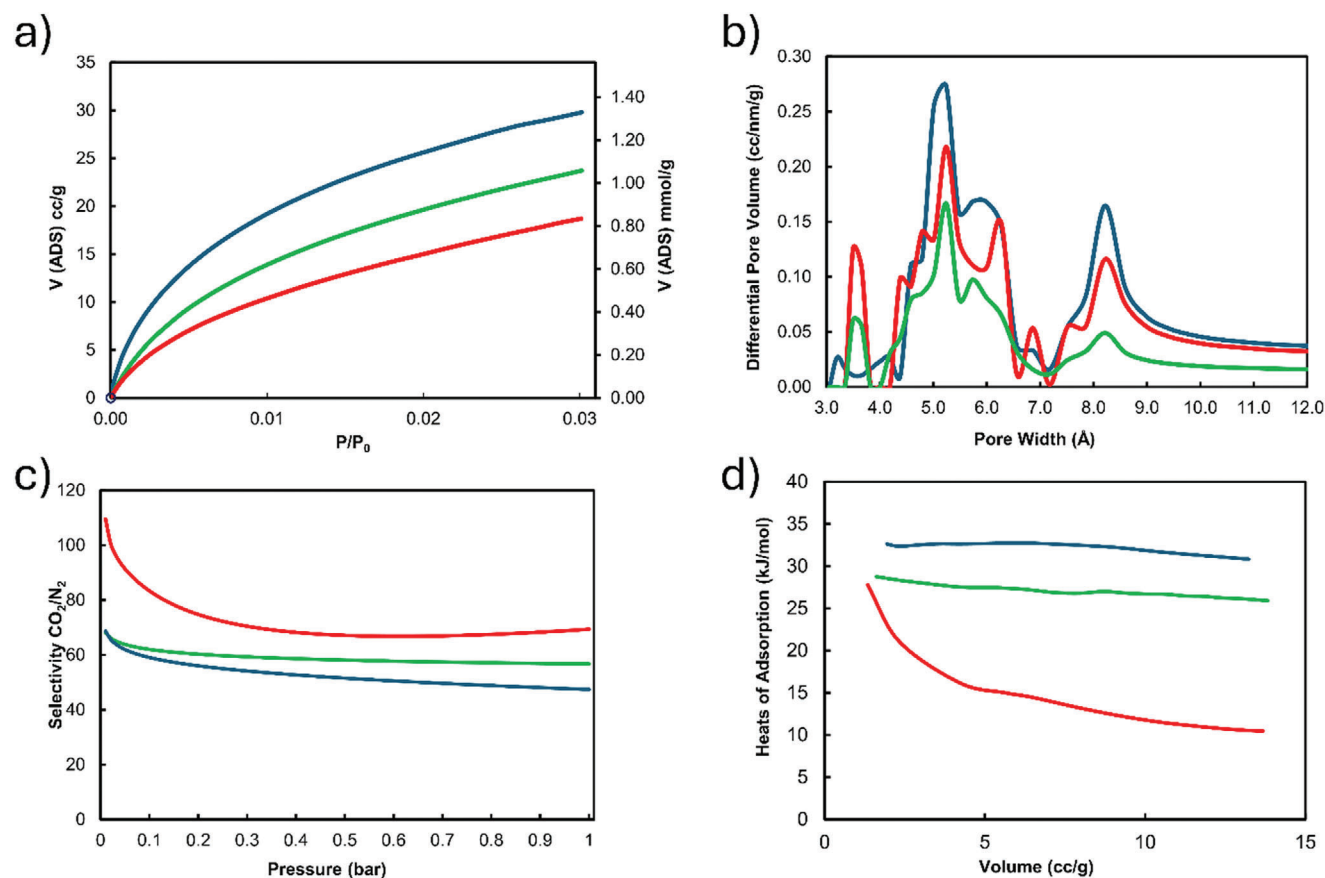 a)
35
30
25
20
15
10
5
0
V (ADS) cc/g
1.40
1.20
1.00
0.80
0.60
0.40
0.20
0.00
V (ADS) mmol/g
0.00 0.01 0.02 0.03
P/P0
b)
0.30
0.25
0.20
0.15
0.10
0.05
0.00
Differential Pore Volume (cc/nm/g)
3.0 4.0 5.0 6.0 7.0 8.0 9.0 10.0 11.0 12.0
Pore Width (Å)
c)
120
100
80
60
40
20
0
Selectivity CO2/N2
0 0.1 0.2 0.3 0.4 0.5 0.6 0.7 0.8 0.9 1
Pressure (bar)
d)
40
35
30
25
20
15
10
5
0
Heats of Adsorption (kJ/mol)
0 5 10 15
Volume (cc/g)